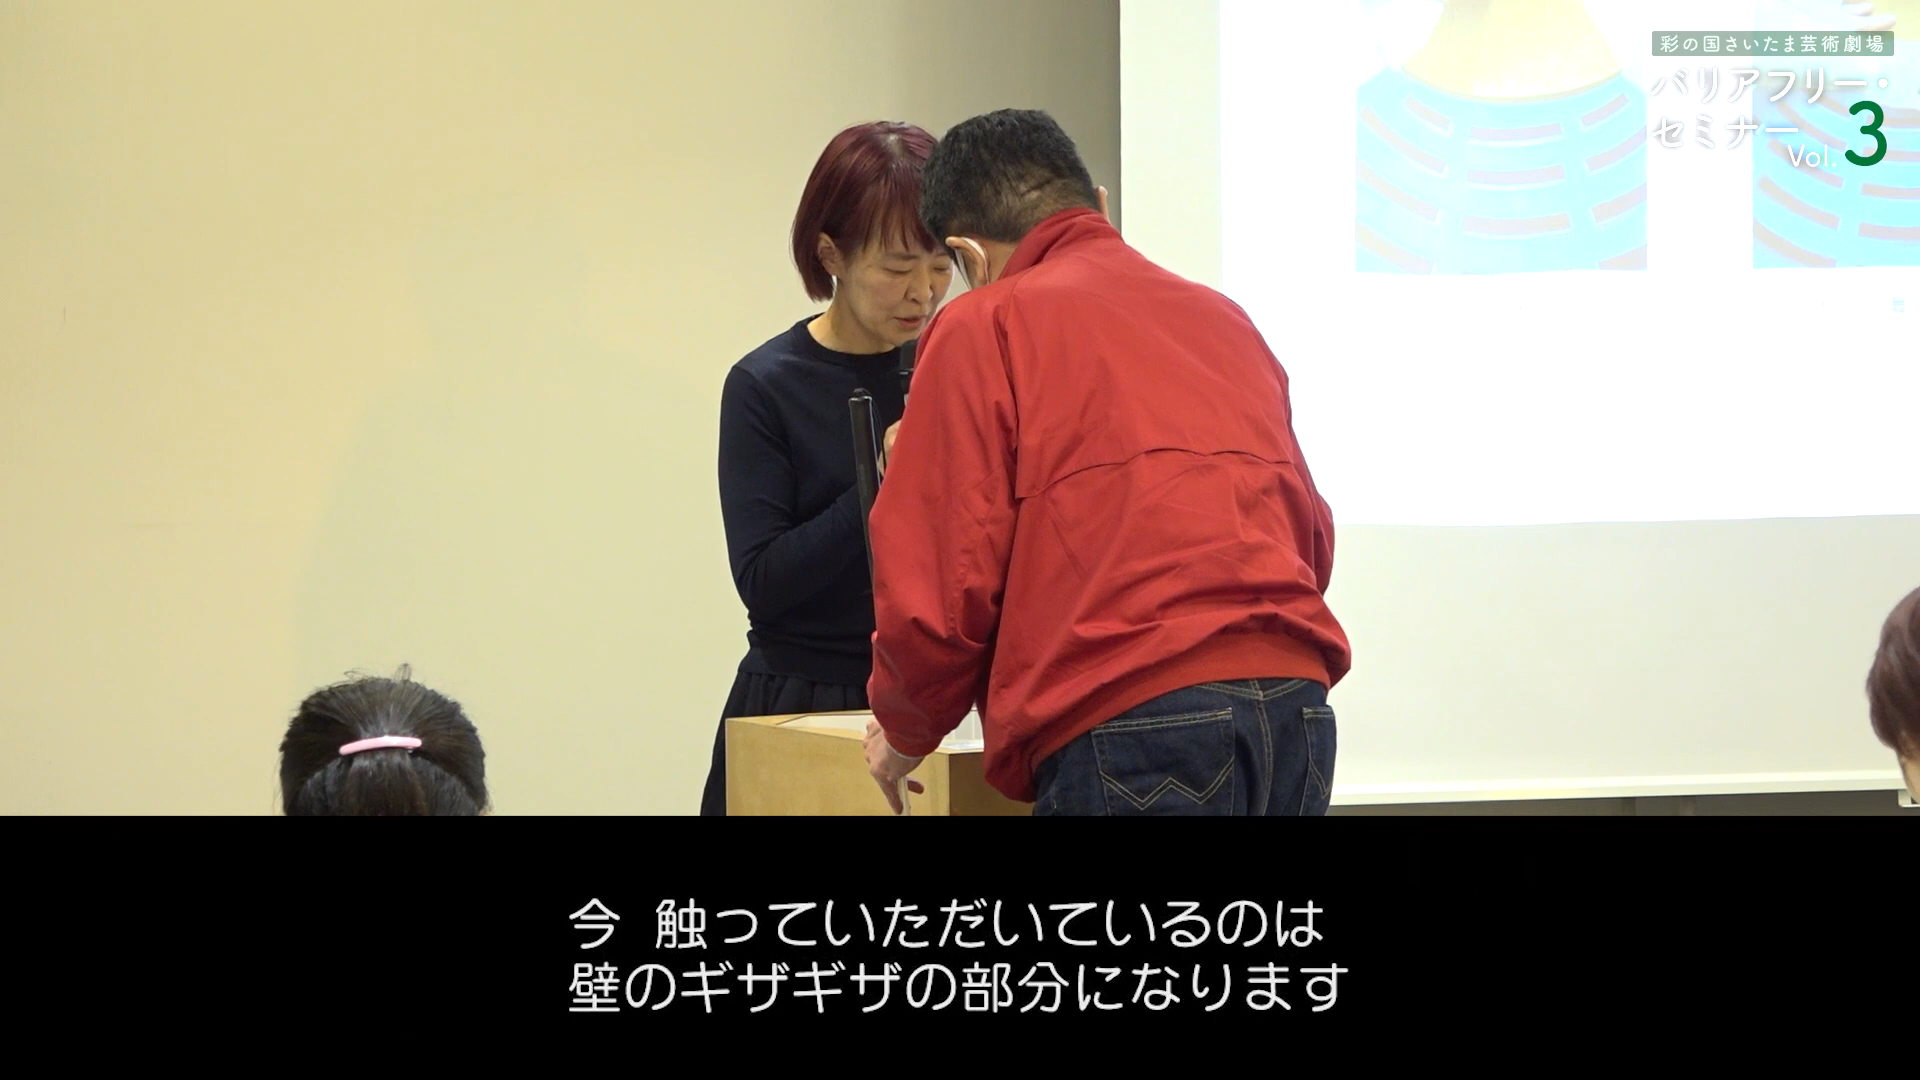 彩の国さいたま芸術劇場
バリアフリー・
セミナー Vol. 3
今 触っていただいているのは
壁のギザギザの部分になります